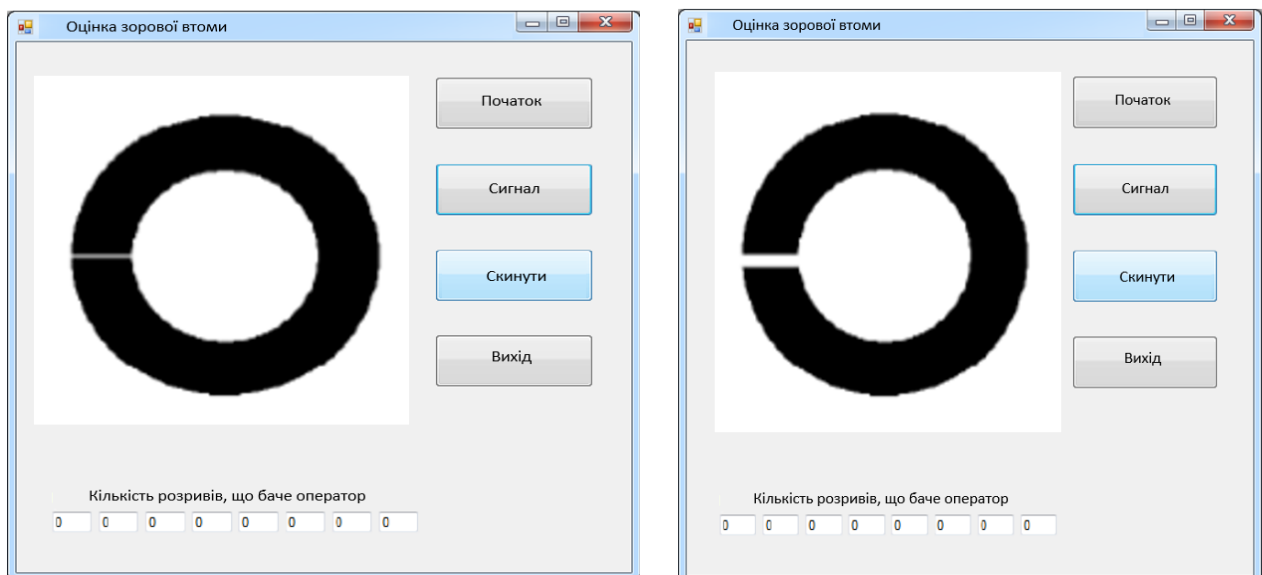 Оцінка зорової втоми
Початок
Сигнал
Скинути
Вихід
Кількість розривів, що баче оператор
0 0 0 0 0 0 0 0
Оцінка зорової втоми
Початок
Сигнал
Скинути
Вихід
Кількість розривів, що баче оператор
0 0 0 0 0 0 0 0